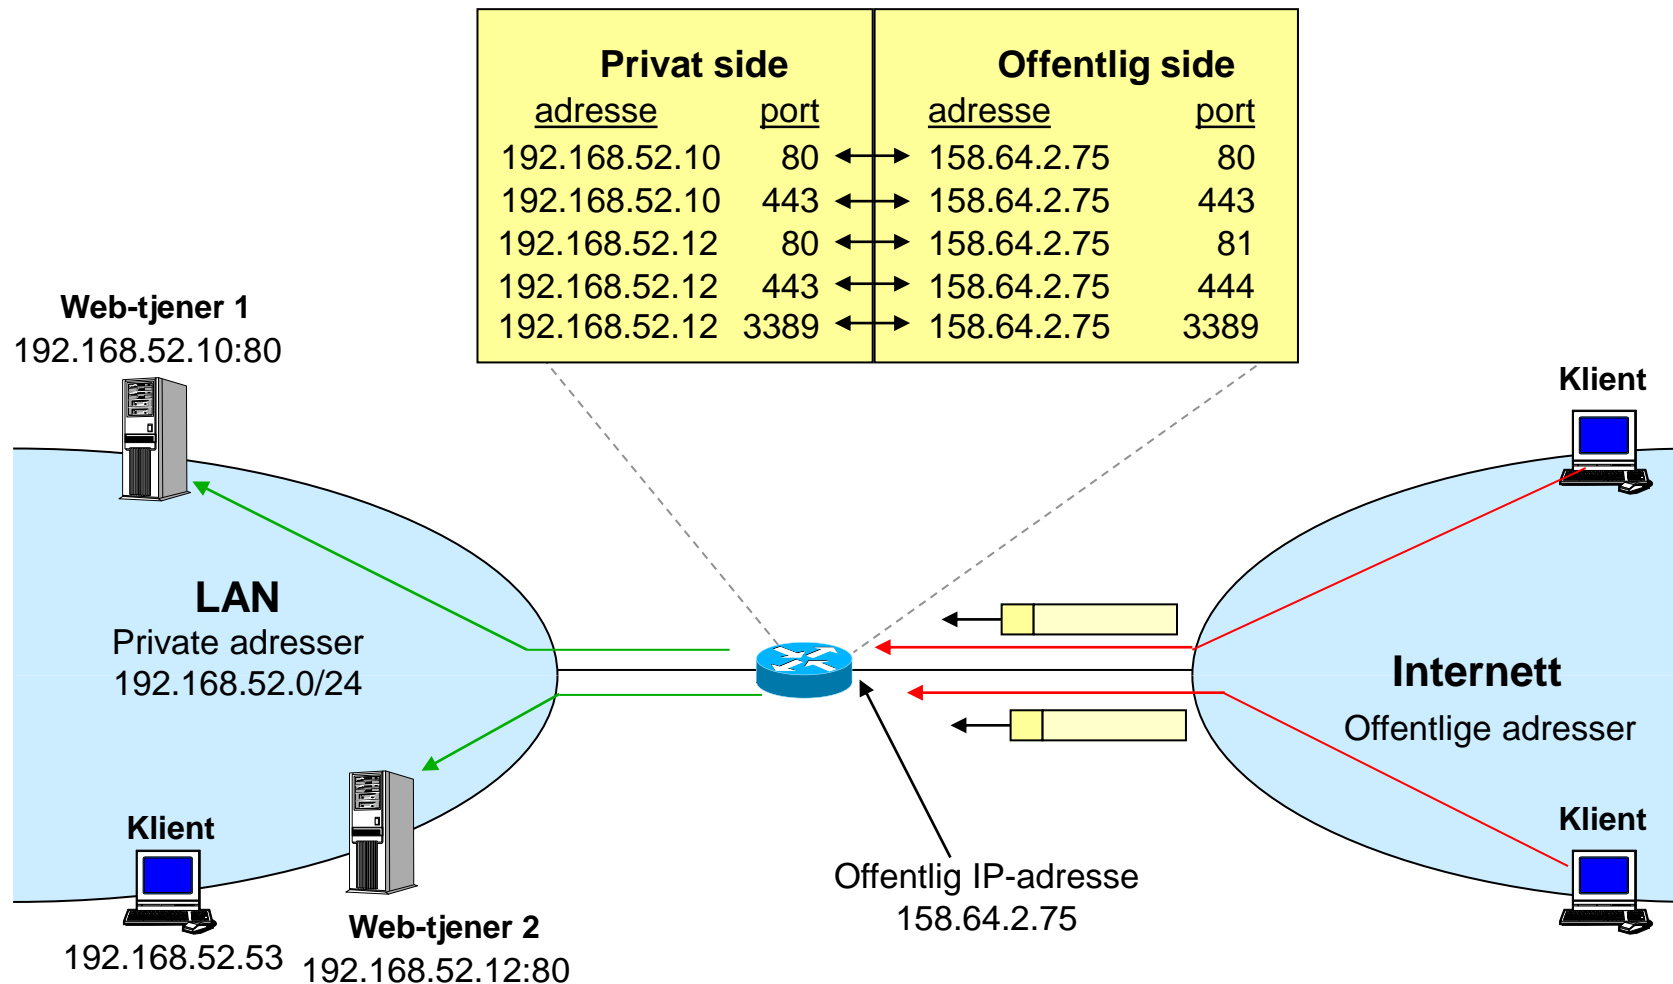 Privat side Offentlig side
adresse port adresse port
192.168.52.10 80 158.64.2.75 80
192.168.52.10 443 158.64.2.75 443
192.168.52.12 80 158.64.2.75 81
192.168.52.12 443 158.64.2.75 444
192.168.52.12 3389 158.64.2.75 3389
Web-tjener 1
192.168.52.10:80
Klient
LAN
Private adresser
192.168.52.0/24
Internett
Offentlige adresser
Klient
192.168.52.53
Web-tjener 2
192.168.52.12:80
Offentlig IP-adresse
158.64.2.75
Klient